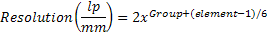 Resolution(lp/mm) = 2x^Group+(element−1)/6